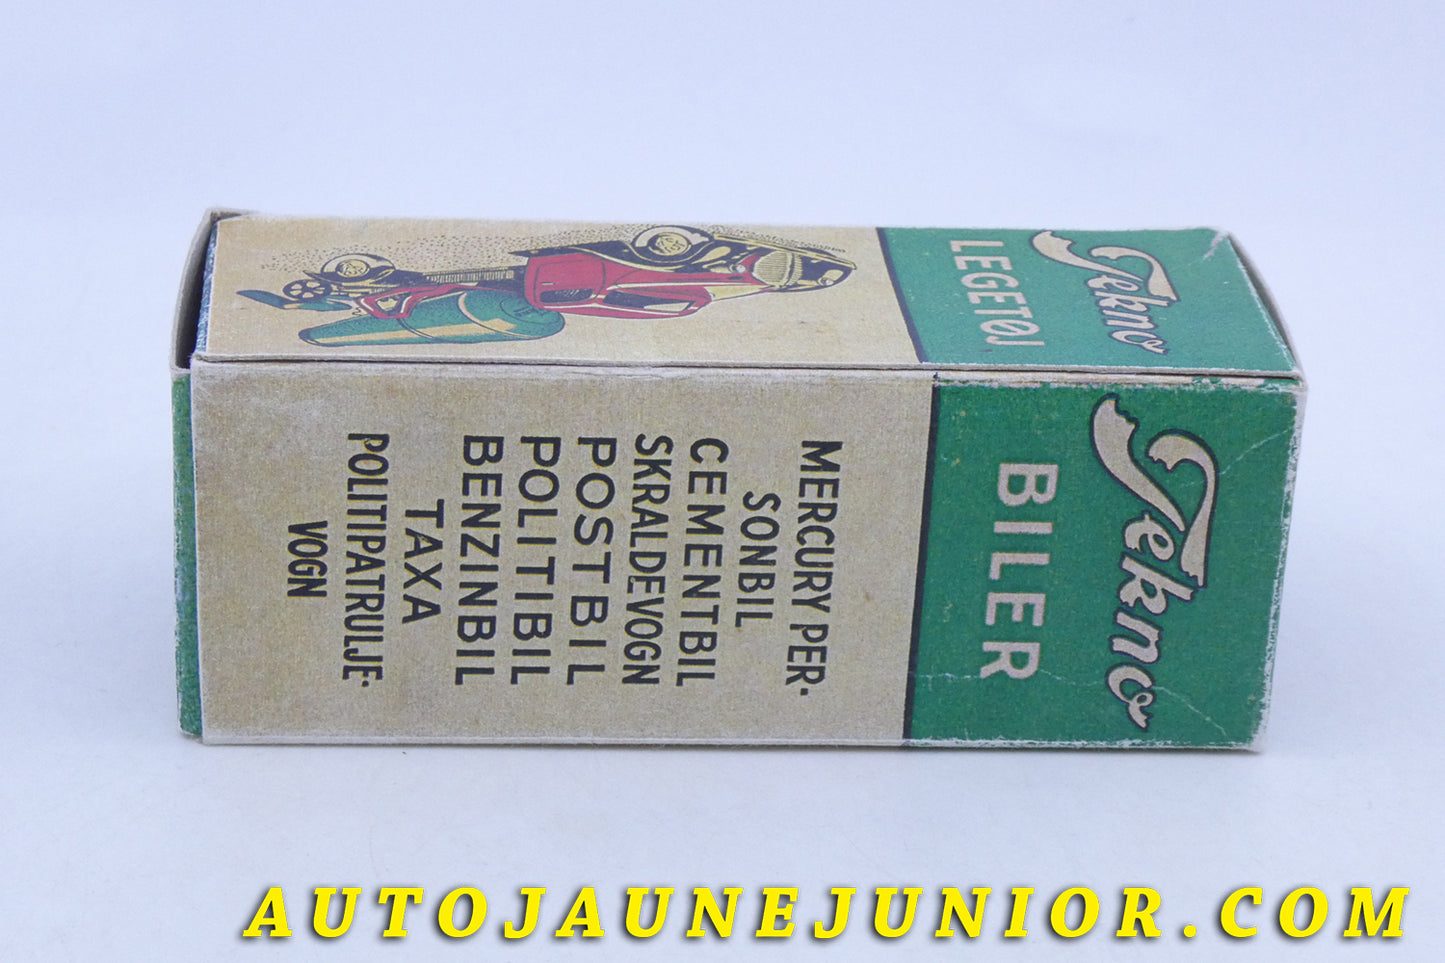 Tekno
LEGETØJ
Tekno
BILER
MERCURY PER-
SONBIL
CEMENTBIL
SKRALDEVOGN
POSTBIL
POLITIBIL
BENZINBIL
TAXA
POLITIPATRULJE-
VOGN
AUTOJAUNEJUNIOR.COM